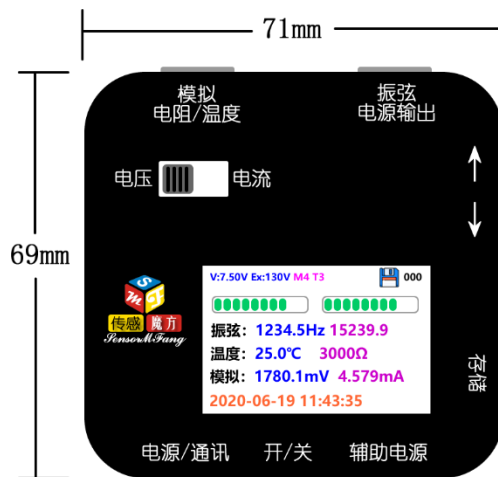 71mm
模拟
电阻/温度
振弦
电源输出
电压 电流
69mm
V:7.50V Ex:130V M4 T3 000
SMF
传感 魔方
SensorMFang
振弦：1234.5Hz 15239.9
温度：25.0℃ 3000Ω
模拟：1780.1mV 4.579mA
2020-06-19 11:43:35
存储
电源/通讯 开/关 辅助电源